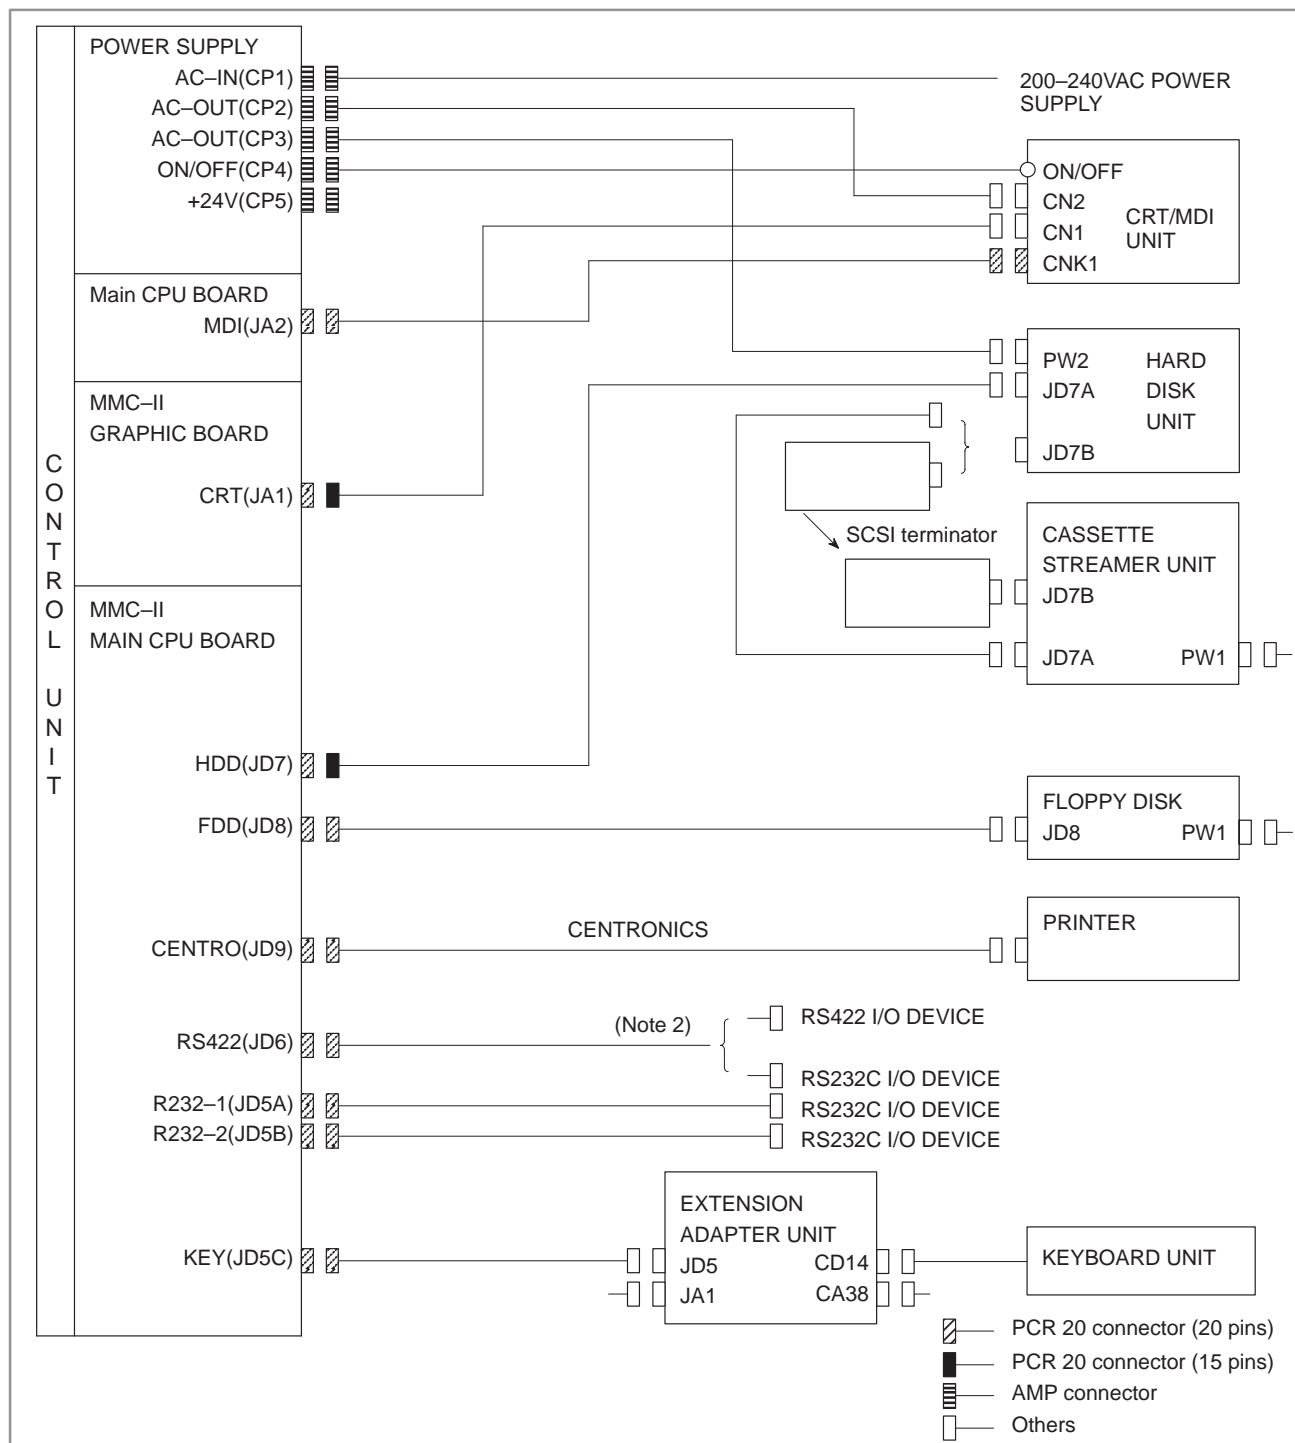 CONTROL UNIT
POWER SUPPLY
AC–IN(CP1)
AC–OUT(CP2)
AC–OUT(CP3)
ON/OFF(CP4)
+24V(CP5)
200–240VAC POWER
SUPPLY
ON/OFF
CN2
CN1
CNK1
CRT/MDI
UNIT
Main CPU BOARD
MDI(JA2)
PW2
JD7A
JD7B
HARD
DISK
UNIT
MMC–II
GRAPHIC BOARD
CRT(JA1)
SCSI terminator
CASSETTE
STREAMER UNIT
JD7B
JD7A
PW1
MMC–II
MAIN CPU BOARD
HDD(JD7)
FDD(JD8)
FLOPPY DISK
JD8
PW1
CENTRO(JD9)
CENTRONICS
PRINTER
RS422(JD6)
(Note 2)
RS422 I/O DEVICE
RS232C I/O DEVICE
R232–1(JD5A)
RS232C I/O DEVICE
R232–2(JD5B)
RS232C I/O DEVICE
KEY(JD5C)
EXTENSION
ADAPTER UNIT
JD5
CD14
JA1
CA38
KEYBOARD UNIT
PCR 20 connector (20 pins)
PCR 20 connector (15 pins)
AMP connector
Others